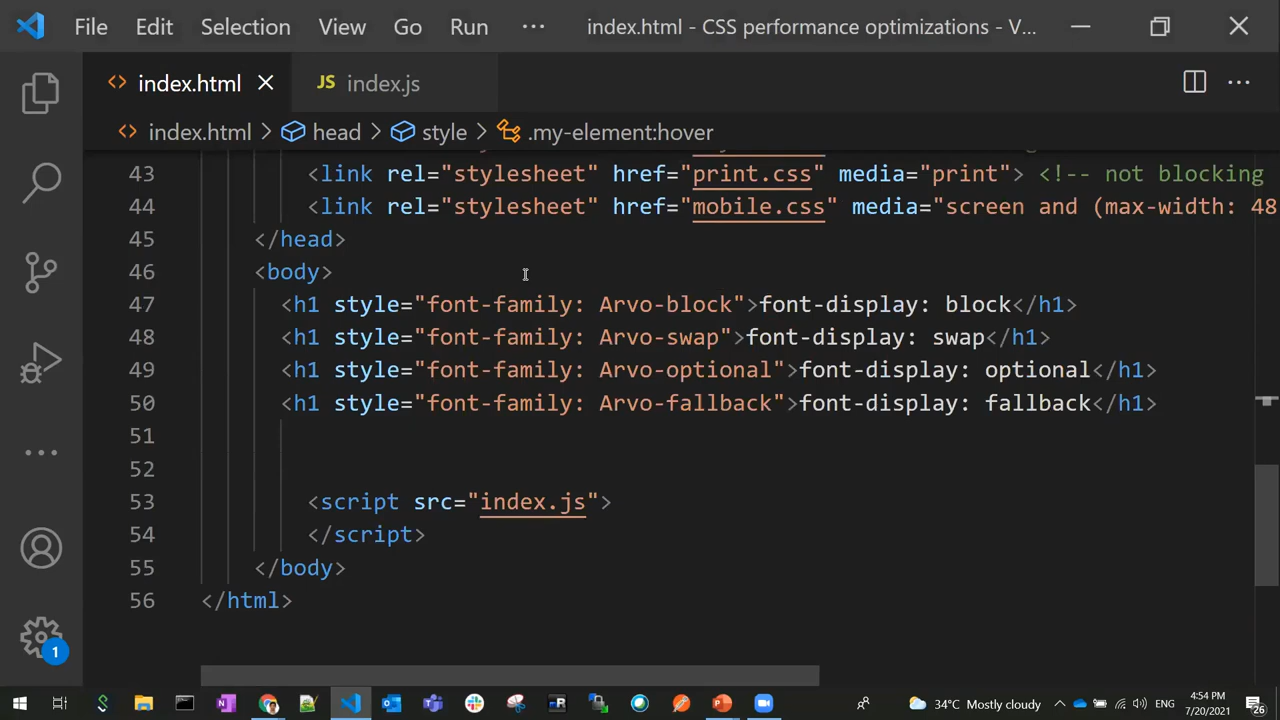 File Edit Selection View Go Run ··· index.html - CSS performance optimizations - V...
<> index.html × JS index.js ···
<> index.html > head > style > .my-element:hover
43 <link rel="stylesheet" href="print.css" media="print"> <!-- not blocking
44 <link rel="stylesheet" href="mobile.css" media="screen and (max-width: 48
45 </head>
46 <body>
47 <h1 style="font-family: Arvo-block">font-display: block</h1>
48 <h1 style="font-family: Arvo-swap">font-display: swap</h1>
49 <h1 style="font-family: Arvo-optional">font-display: optional</h1>
50 <h1 style="font-family: Arvo-fallback">font-display: fallback</h1>
51
52
53 <script src="index.js">
54 </script>
55 </body>
56 </html>
1
34°C Mostly cloudy ENG 4:54 PM
7/20/2021 26